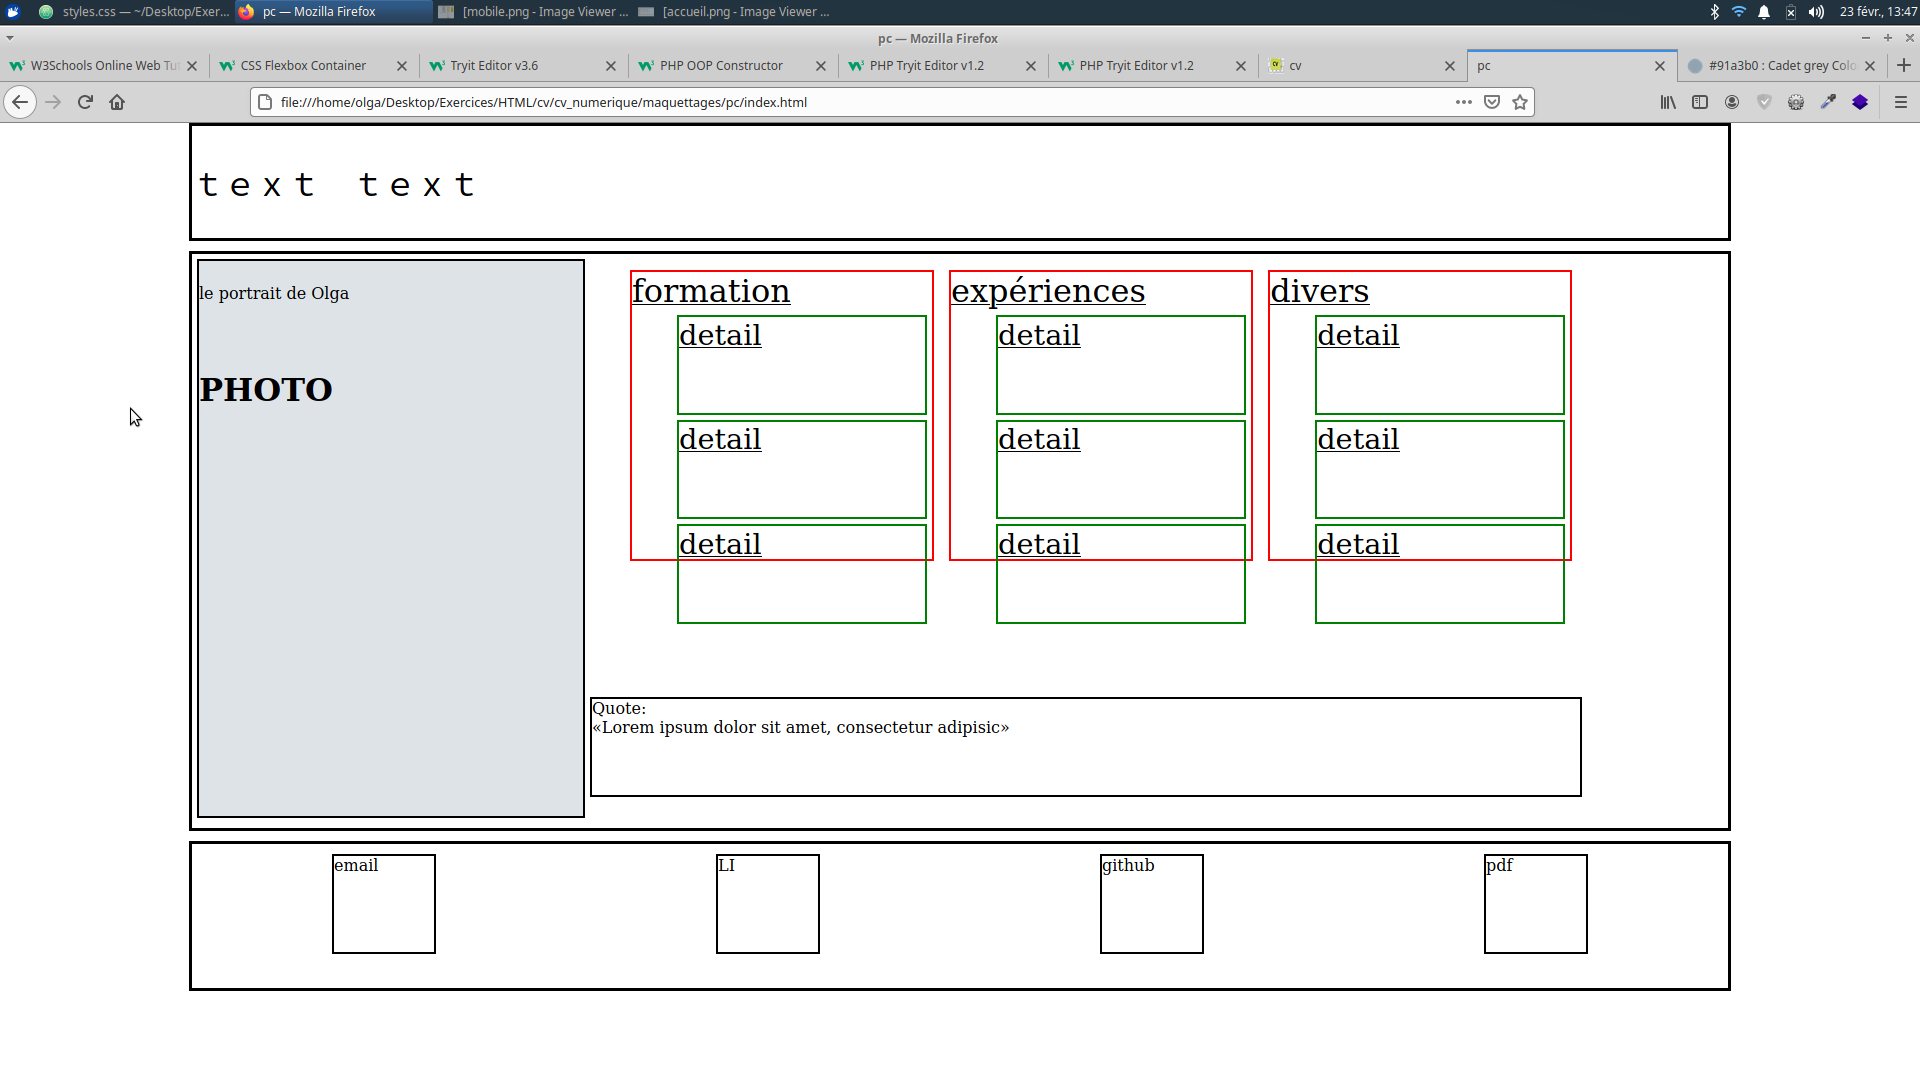 styles.css — ~/Desktop/Exer...
pc — Mozilla Firefox
[mobile.png - Image Viewer ...
[accueil.png - Image Viewer ...
23 févr., 13:47
pc — Mozilla Firefox
W3Schools Online Web Tu
CSS Flexbox Container
Tryit Editor v3.6
PHP OOP Constructor
PHP Tryit Editor v1.2
PHP Tryit Editor v1.2
cv
pc
#91a3b0 : Cadet grey Colo
file:///home/olga/Desktop/Exercices/HTML/cv/cv_numerique/maquettages/pc/index.html
text text
le portrait de Olga
PHOTO
formation
detail
detail
detail
expériences
detail
detail
detail
divers
detail
detail
detail
Quote:
«Lorem ipsum dolor sit amet, consectetur adipisic»
email
LI
github
pdf